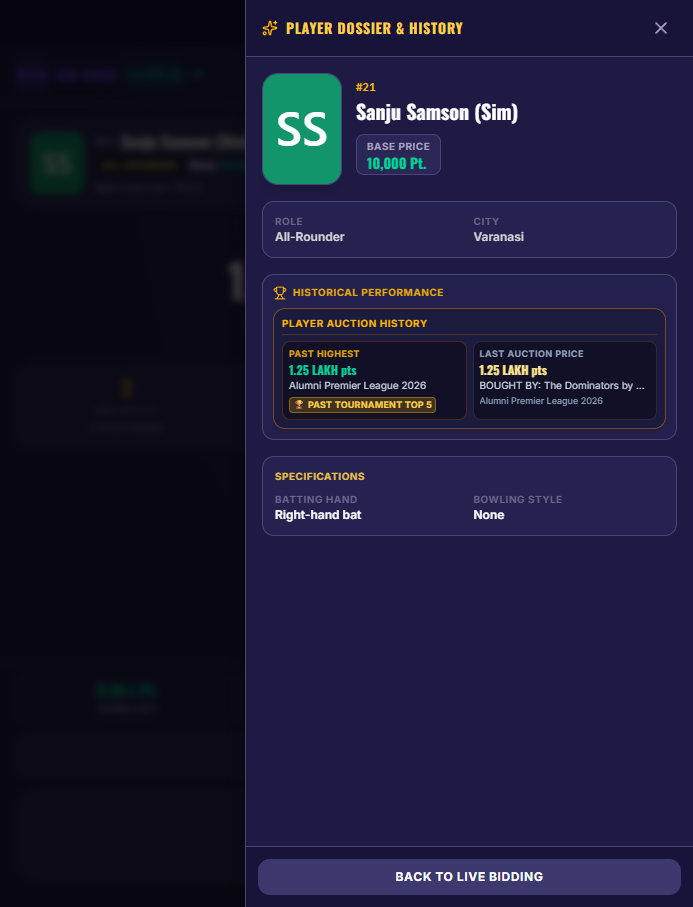 PLAYER DOSSIER & HISTORY
SS
#21
Sanju Samson (Sim)
BASE PRICE
10,000 Pt.
ROLE
CITY
All-Rounder
Varanasi
HISTORICAL PERFORMANCE
PLAYER AUCTION HISTORY
PAST HIGHEST
1.25 LAKH pts
Alumni Premier League 2026
🏆 PAST TOURNAMENT TOP 5
LAST AUCTION PRICE
1.25 LAKH pts
BOUGHT BY: The Dominators by ...
Alumni Premier League 2026
SPECIFICATIONS
BATTING HAND
BOWLING STYLE
Right-hand bat
None
BACK TO LIVE BIDDING